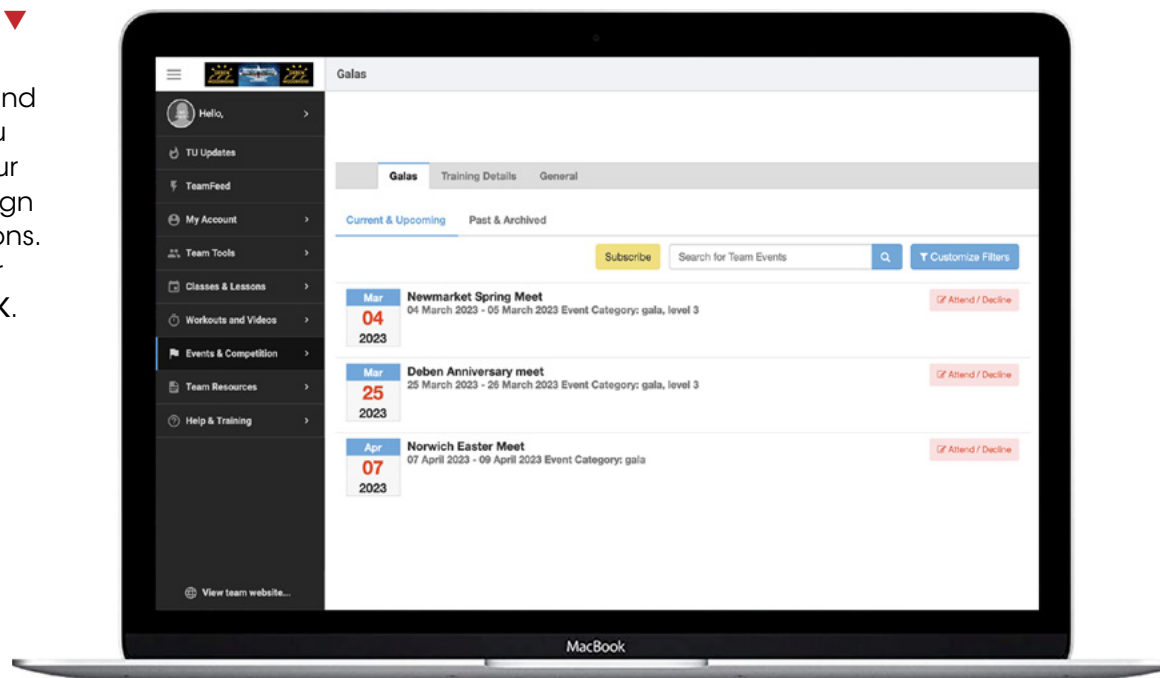 nd
u
ur
gn
ons.
r
K.
Galas
Hello,
TU Updates
TeamFeed
My Account
Team Tools
Classes & Lessons
Workouts and Videos
Events & Competition
Team Resources
Help & Training
View team website...
Galas Training Details General
Current & Upcoming Past & Archived
Subscribe Search for Team Events Customize Filters
Mar
04
2023
Newmarket Spring Meet
04 March 2023 - 05 March 2023 Event Category: gala, level 3
Attend / Decline
Mar
25
2023
Deben Anniversary meet
25 March 2023 - 26 March 2023 Event Category: gala, level 3
Attend / Decline
Apr
07
2023
Norwich Easter Meet
07 April 2023 - 09 April 2023 Event Category: gala
Attend / Decline
MacBook